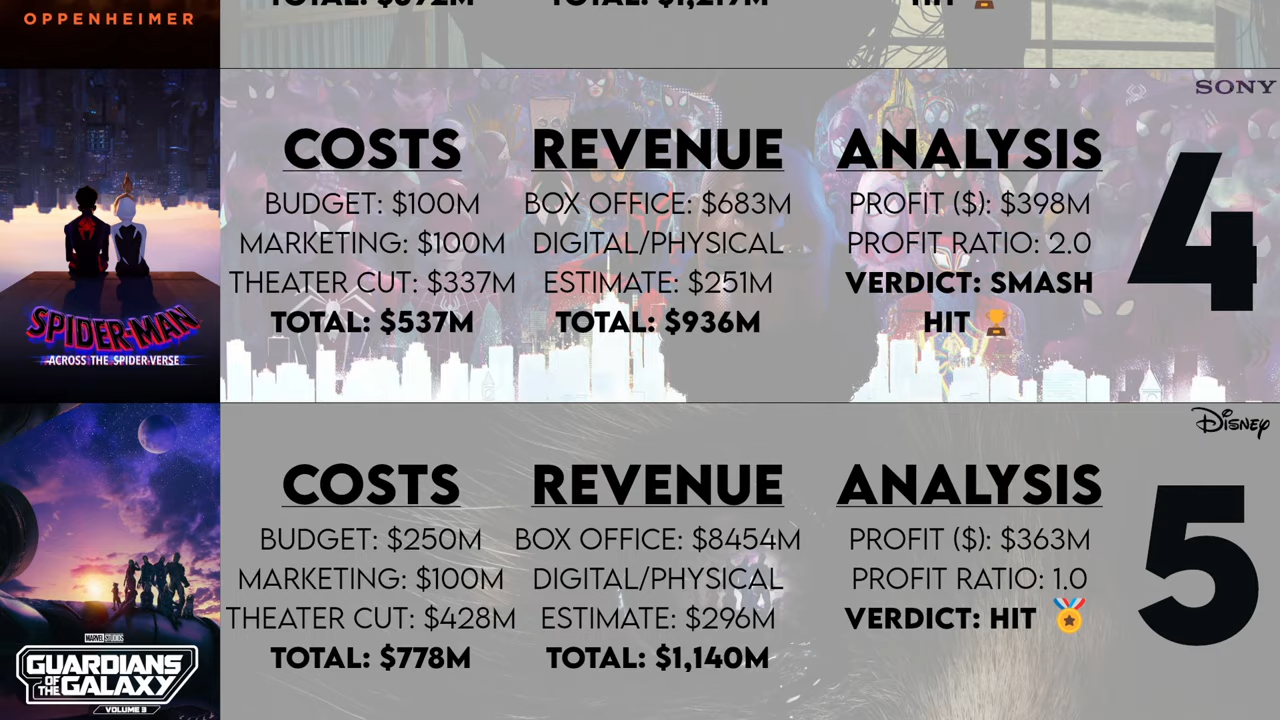 OPPENHEIMER
SONY
COSTS
BUDGET: $100M
MARKETING: $100M
THEATER CUT: $337M
TOTAL: $537M
REVENUE
BOX OFFICE: $683M
DIGITAL/PHYSICAL
ESTIMATE: $251M
TOTAL: $936M
ANALYSIS
PROFIT ($): $398M
PROFIT RATIO: 2.0
VERDICT: SMASH
HIT 🏆
4
SPIDER-MAN
ACROSS THE SPIDER-VERSE
DISNEY
COSTS
BUDGET: $250M
MARKETING: $100M
THEATER CUT: $428M
TOTAL: $778M
REVENUE
BOX OFFICE: $8454M
DIGITAL/PHYSICAL
ESTIMATE: $296M
TOTAL: $1,140M
ANALYSIS
PROFIT ($): $363M
PROFIT RATIO: 1.0
VERDICT: HIT 🏅
5
MARVEL STUDIOS
GUARDIANS
OF THE GALAXY
VOLUME 3